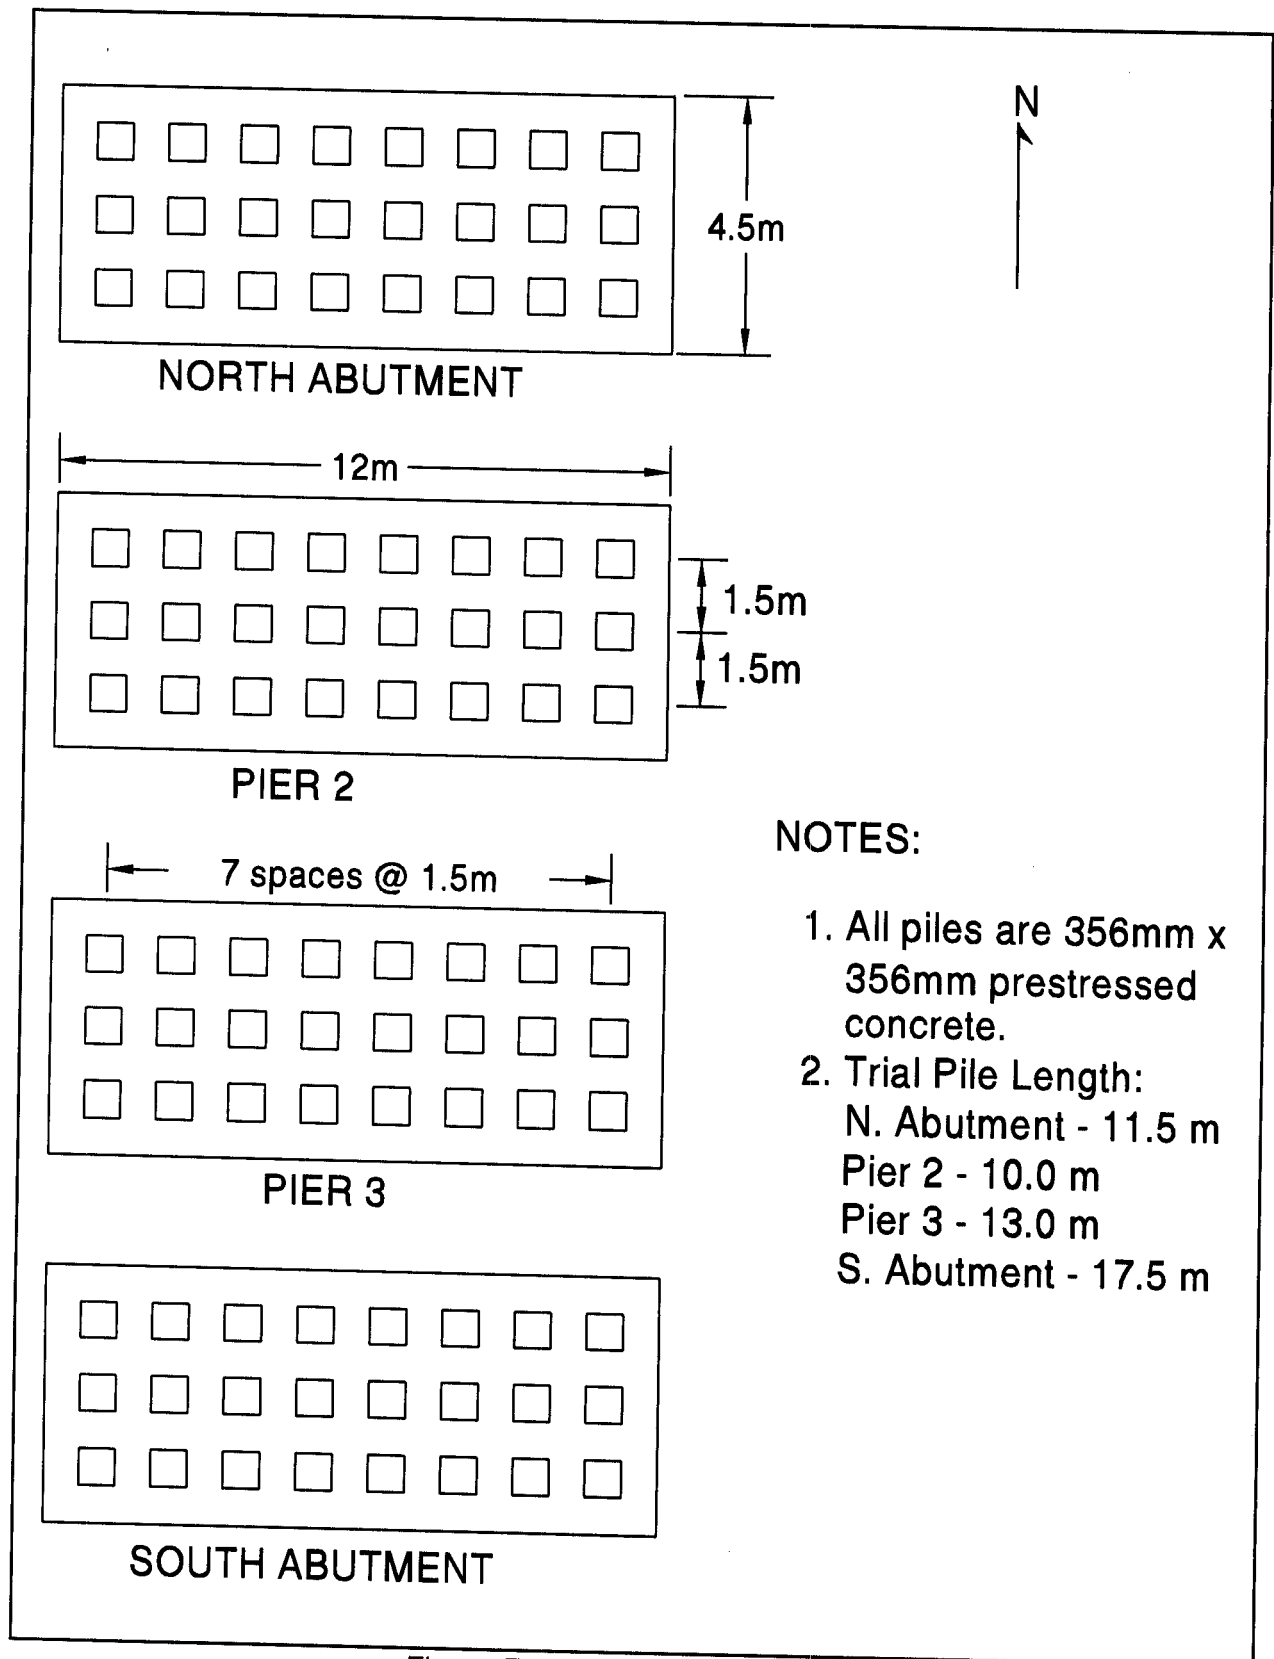 N
4.5m
NORTH ABUTMENT
12m
1.5m
1.5m
PIER 2
7 spaces @ 1.5m
PIER 3
SOUTH ABUTMENT
NOTES:
1. All piles are 356mm x
356mm prestressed
concrete.
2. Trial Pile Length:
N. Abutment - 11.5 m
Pier 2 - 10.0 m
Pier 3 - 13.0 m
S. Abutment - 17.5 m